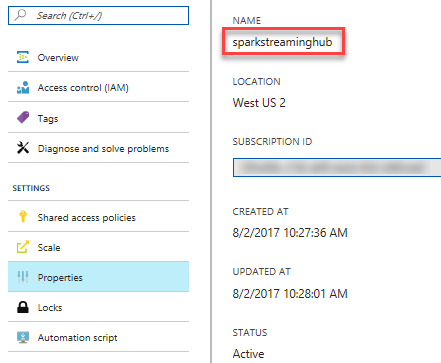 Search (Ctrl+/)
Overview
Access control (IAM)
Tags
Diagnose and solve problems
SETTINGS
Shared access policies
Scale
Properties
Locks
Automation script
NAME
sparkstreaminghub
LOCATION
West US 2
SUBSCRIPTION ID
CREATED AT
8/2/2017 10:27:36 AM
UPDATED AT
8/2/2017 10:28:01 AM
STATUS
Active